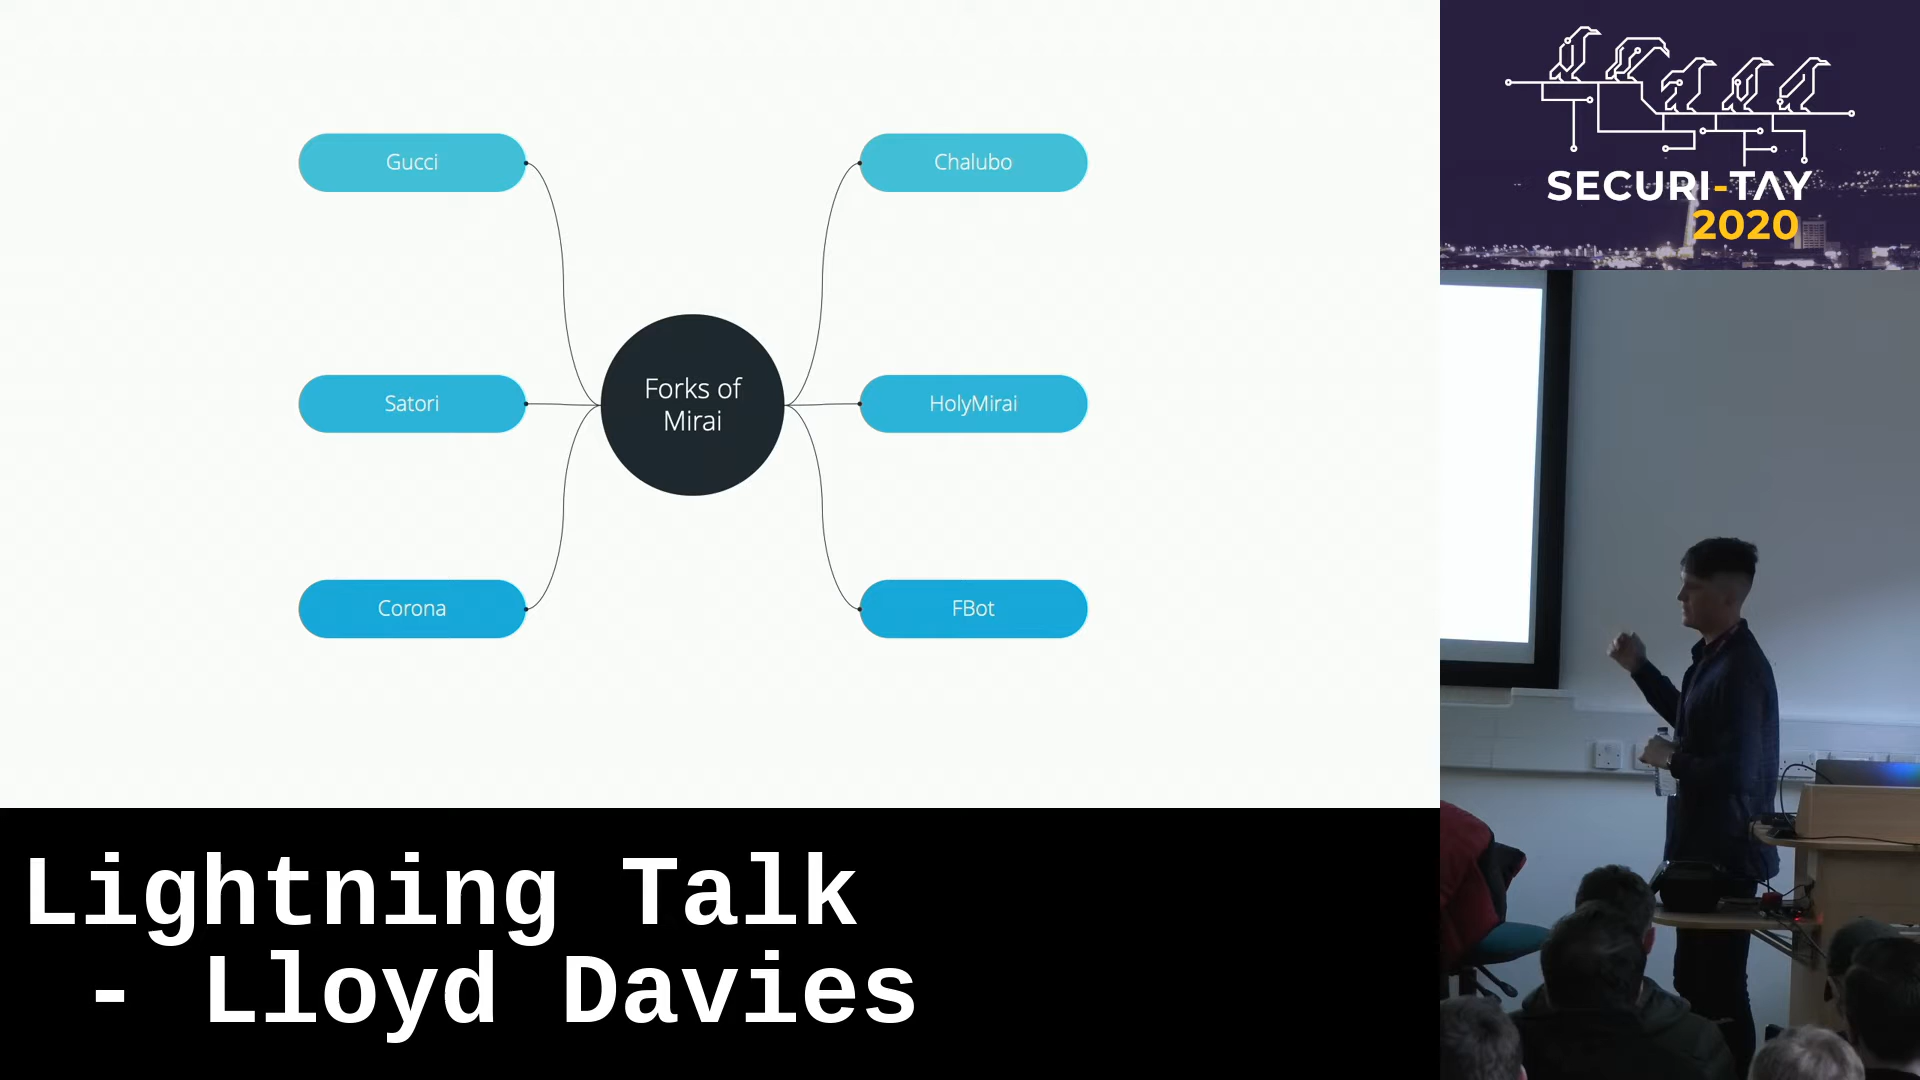 Gucci
Chalubo
Satori
Forks of
Mirai
HolyMirai
Corona
FBot
SECURI-TAY
2020
Lightning Talk
- Lloyd Davies